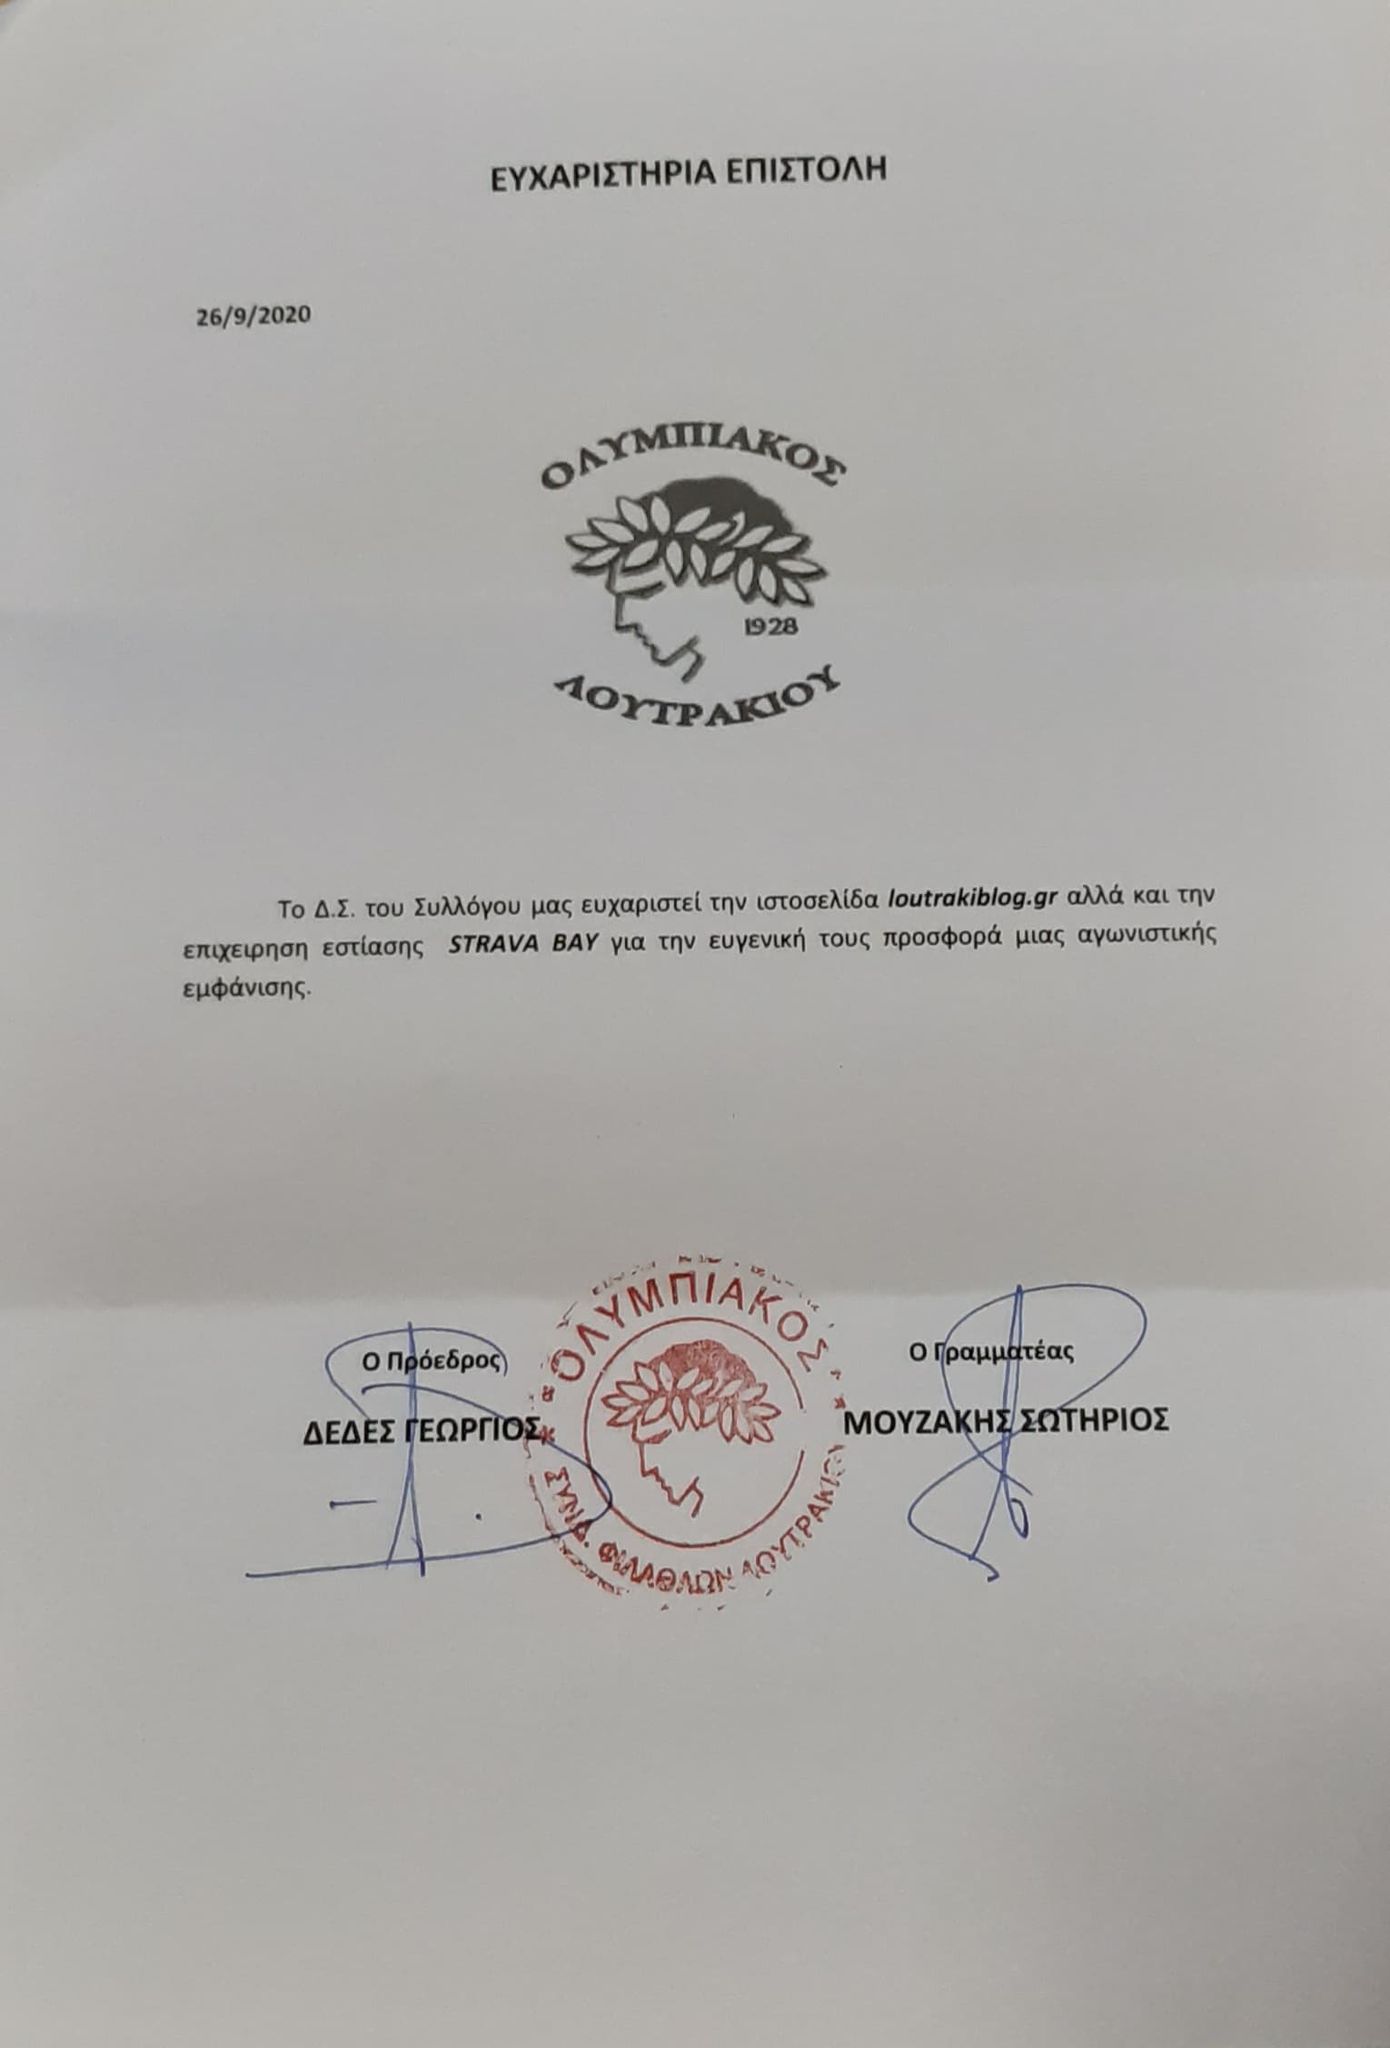 ΕΥΧΑΡΙΣΤΗΡΙΑ ΕΠΙΣΤΟΛΗ
26/9/2020
ΟΛΥΜΠΙΑΚΟΣ
1928
ΛΟΥΤΡΑΚΙΟΥ
Το Δ.Σ. του Συλλόγου μας ευχαριστεί την ιστοσελίδα loutrakiblog.gr αλλά και την
επιχειρηση εστίασης STRAVA BAY για την ευγενική τους προσφορά μιας αγωνιστικής
εμφάνισης.
Ο Πρόεδρος
Ο Γραμματέας
ΔΕΔΕΣ ΓΕΩΡΓΙΟΣ
ΜΟΥΖΑΚΗΣ ΣΩΤΗΡΙΟΣ
ΟΛΥΜΠΙΑΚΟΣ
ΣΥΝΔ. ΦΙΛΑΘΛΩΝ ΛΟΥΤΡΑΚΙΟΥ